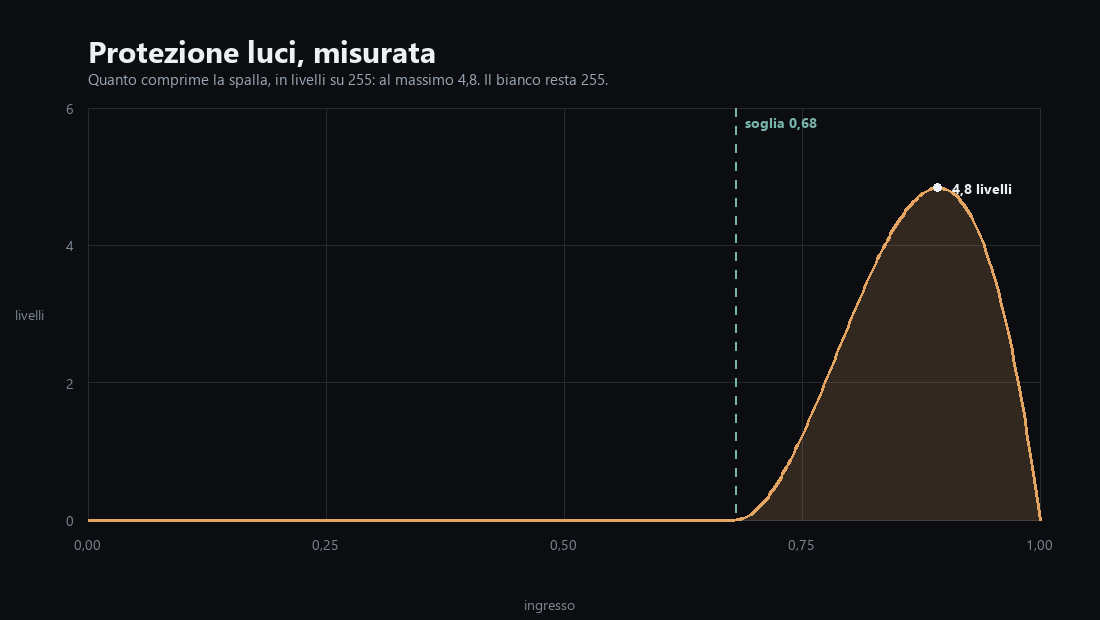 Protezione luci, misurata
Quanto comprime la spalla, in livelli su 255: al massimo 4,8. Il bianco resta 255.
6
soglia 0,68
4,8 livelli
4
livelli
2
0
0,00 0,25 0,50 0,75 1,00
ingresso